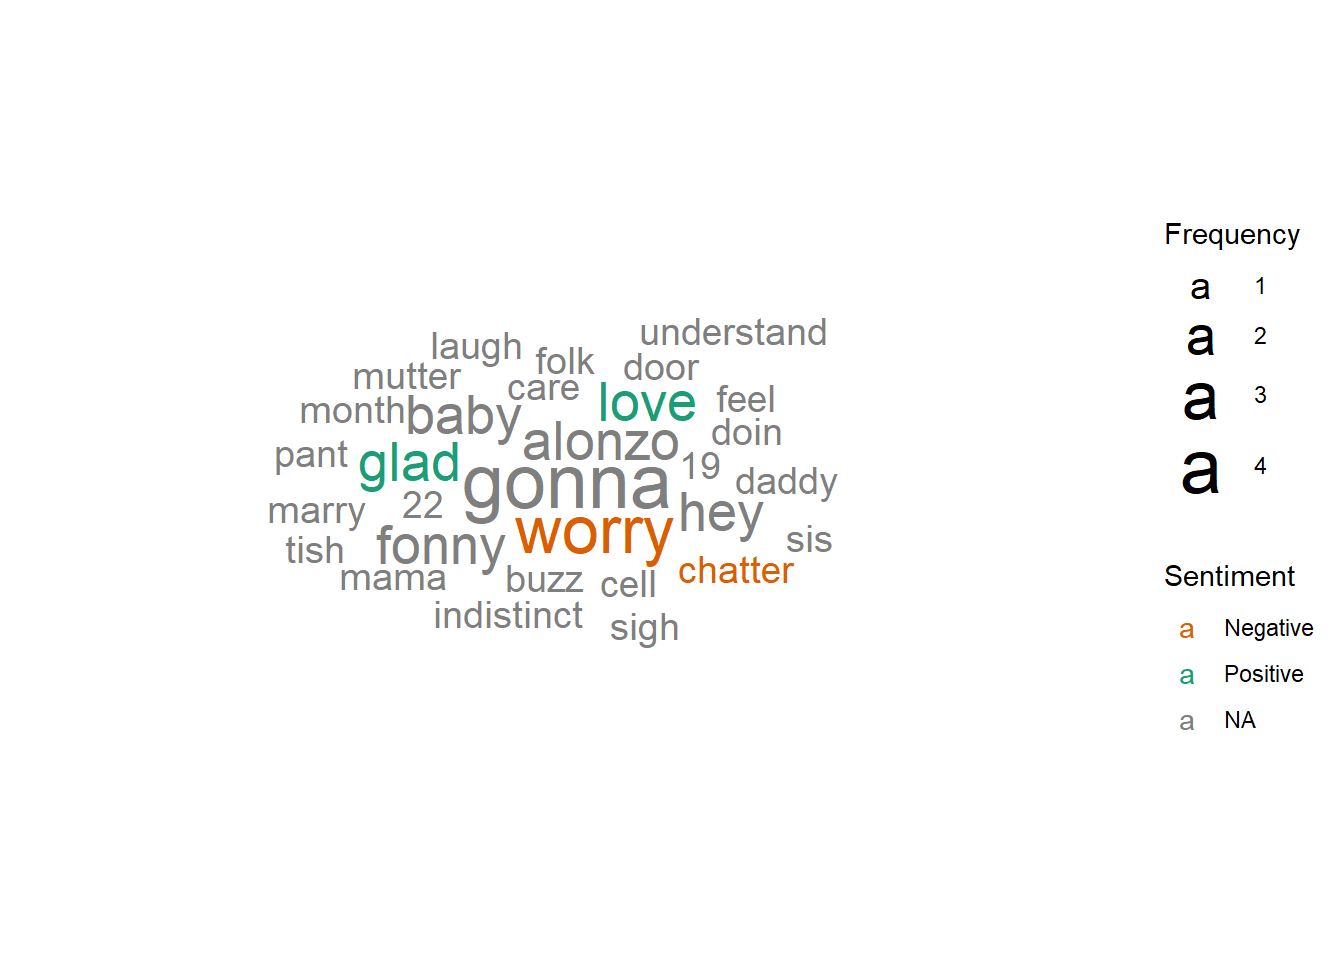 understand
laugh
folk
door
mutter
care
love
feel
month
baby
alonzo
doin
pant
glad
gonna
19
daddy
marry
22
worry
hey
sis
tish
fonny
chatter
mama
buzz
cell
indistinct
sigh
Frequency
a 1
a 2
a 3
a 4
Sentiment
a Negative
a Positive
a NA